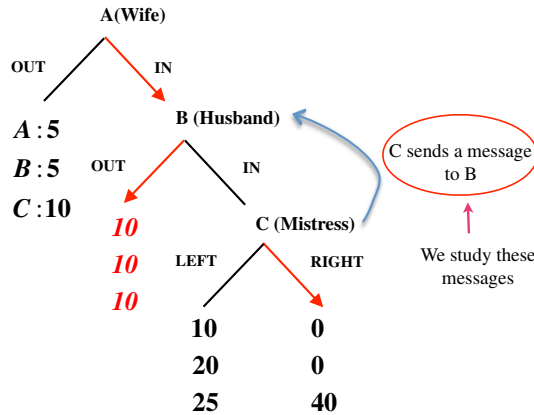 A(Wife)
OUT
IN
B (Husband)
A:5
B:5
C:10
OUT
IN
C sends a message
to B
10
10
10
C (Mistress)
LEFT
RIGHT
We study these
messages
10 0
20 0
25 40